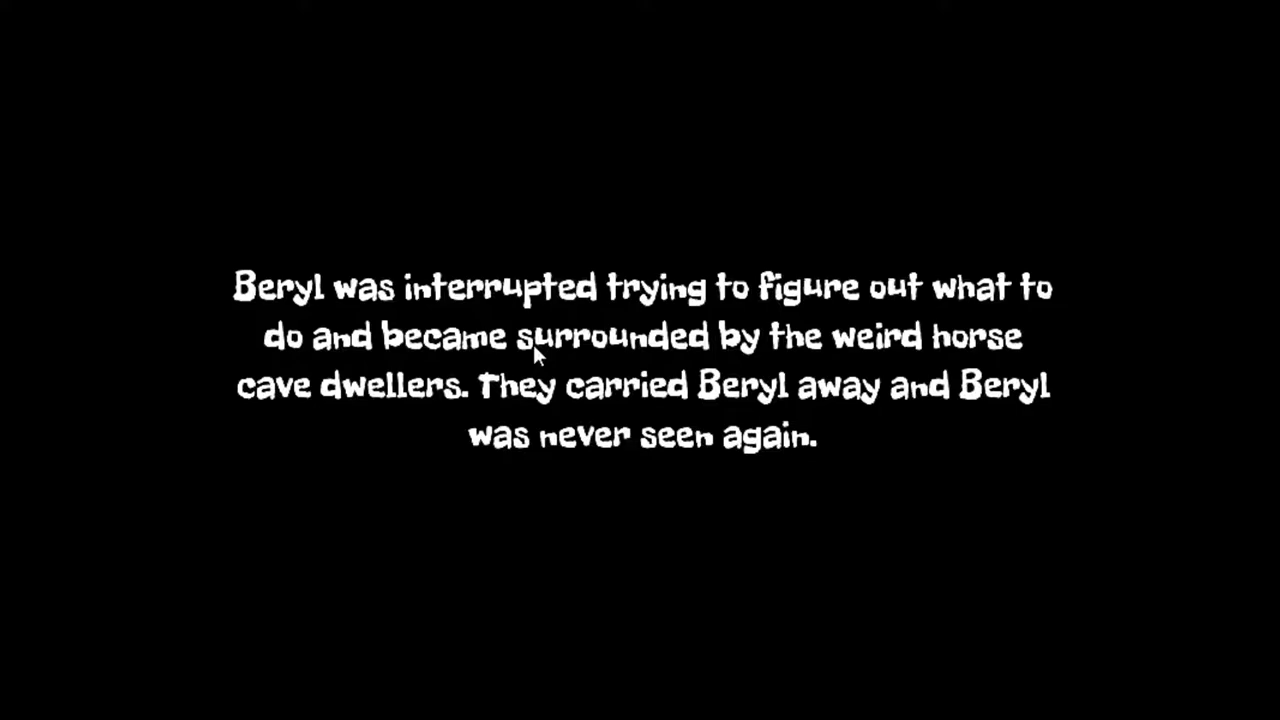 Beryl was interrupted trying to figure out what to
do and became surrounded by the weird horse
cave dwellers. They carried Beryl away and Beryl
was never seen again.